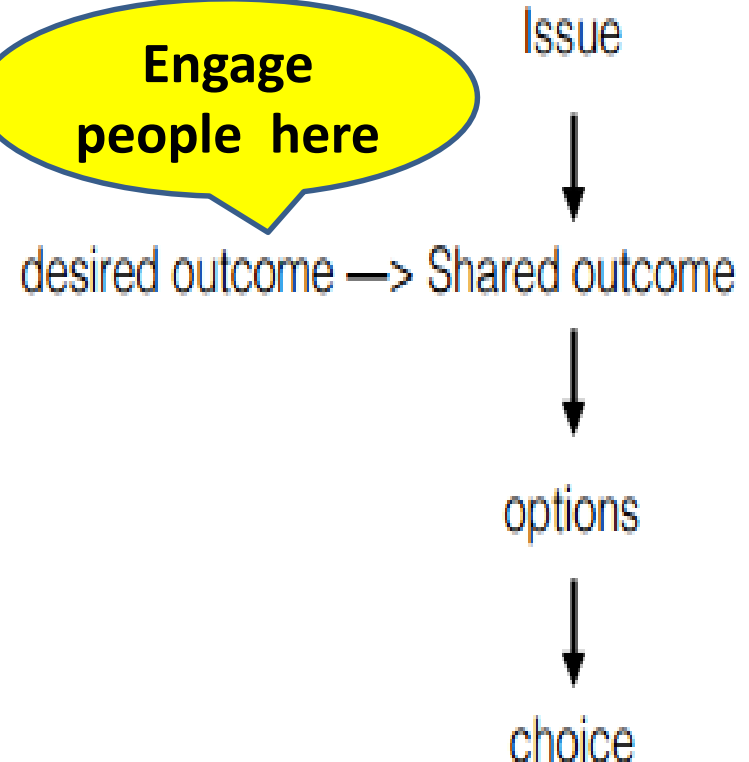 Issue
Engage
people here
desired outcome —> Shared outcome
options
choice